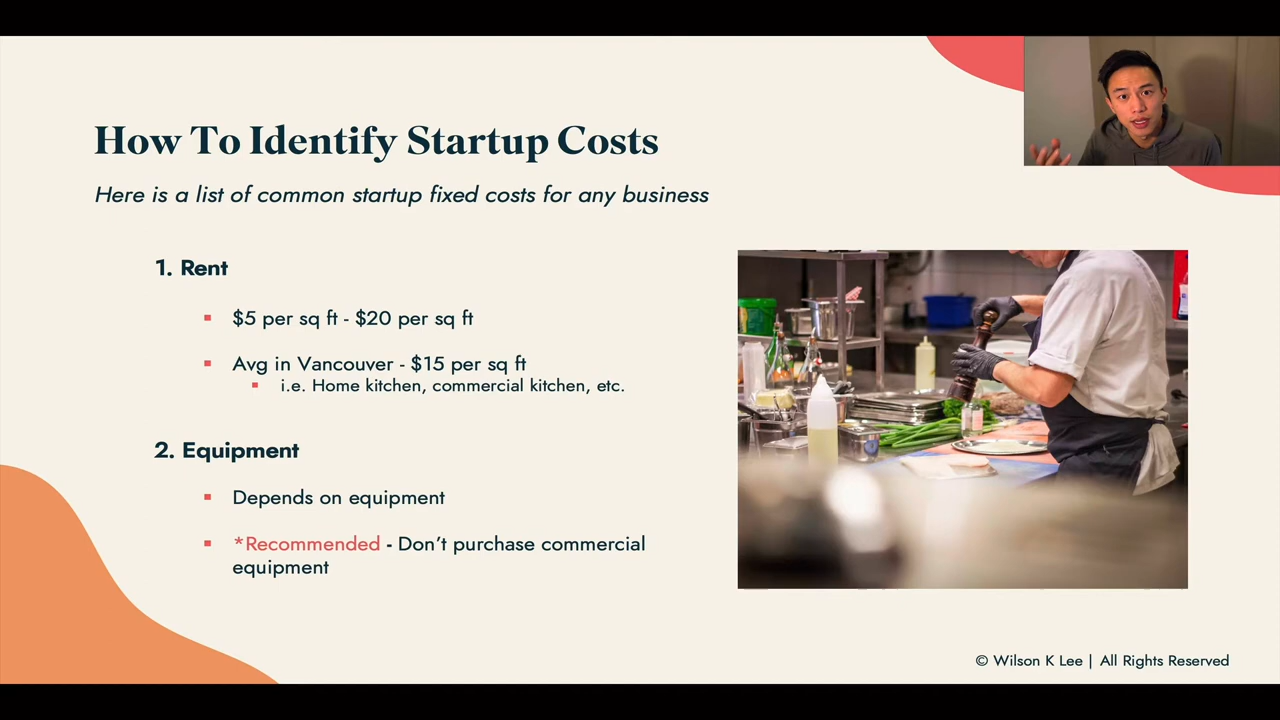 How To Identify Startup Costs
Here is a list of common startup fixed costs for any business
1. Rent
$5 per sq ft - $20 per sq ft
Avg in Vancouver - $15 per sq ft
i.e. Home kitchen, commercial kitchen, etc.
2. Equipment
Depends on equipment
*Recommended - Don’t purchase commercial
equipment
© Wilson K Lee | All Rights Reserved